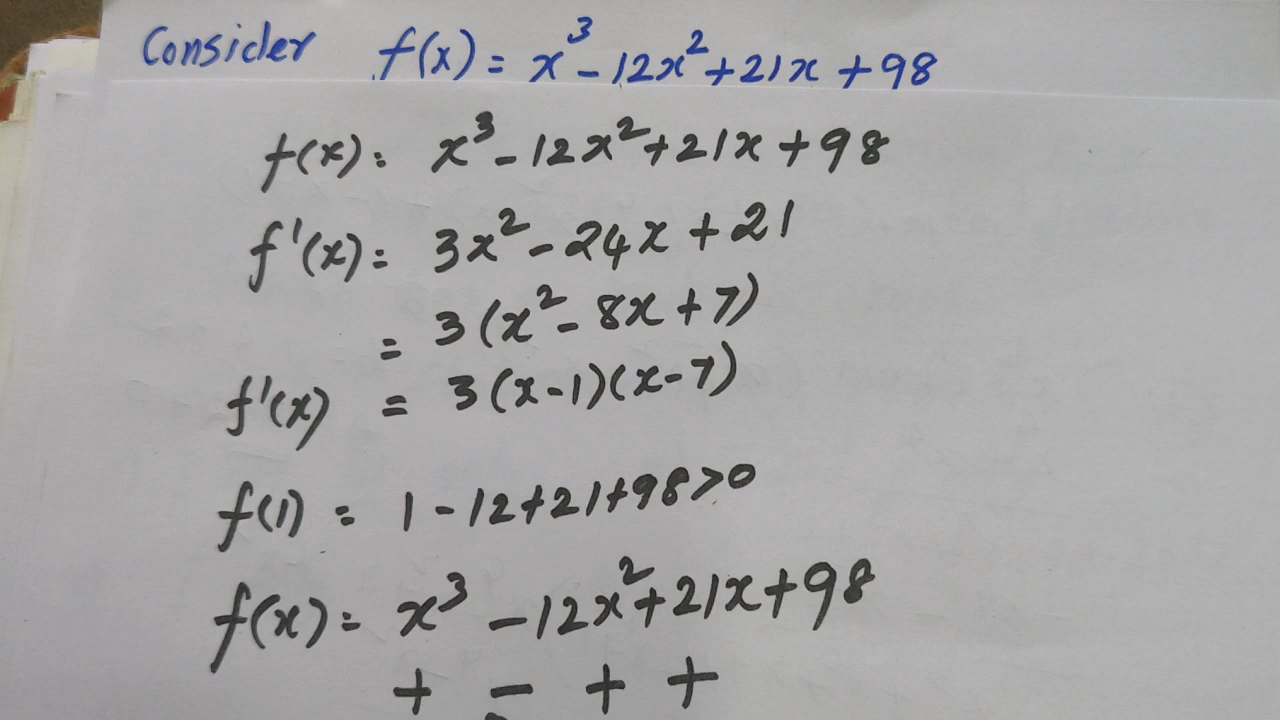 Consider f(x) = x³ - 12x² + 21x + 98
f(x) = x³ - 12x² + 21x + 98
f'(x) = 3x² - 24x + 21
= 3(x² - 8x + 7)
f'(x) = 3(x-1)(x-7)
f(1) = 1 - 12 + 21 + 98 > 0
f(x) = x³ - 12x² + 21x + 98
+ - + +